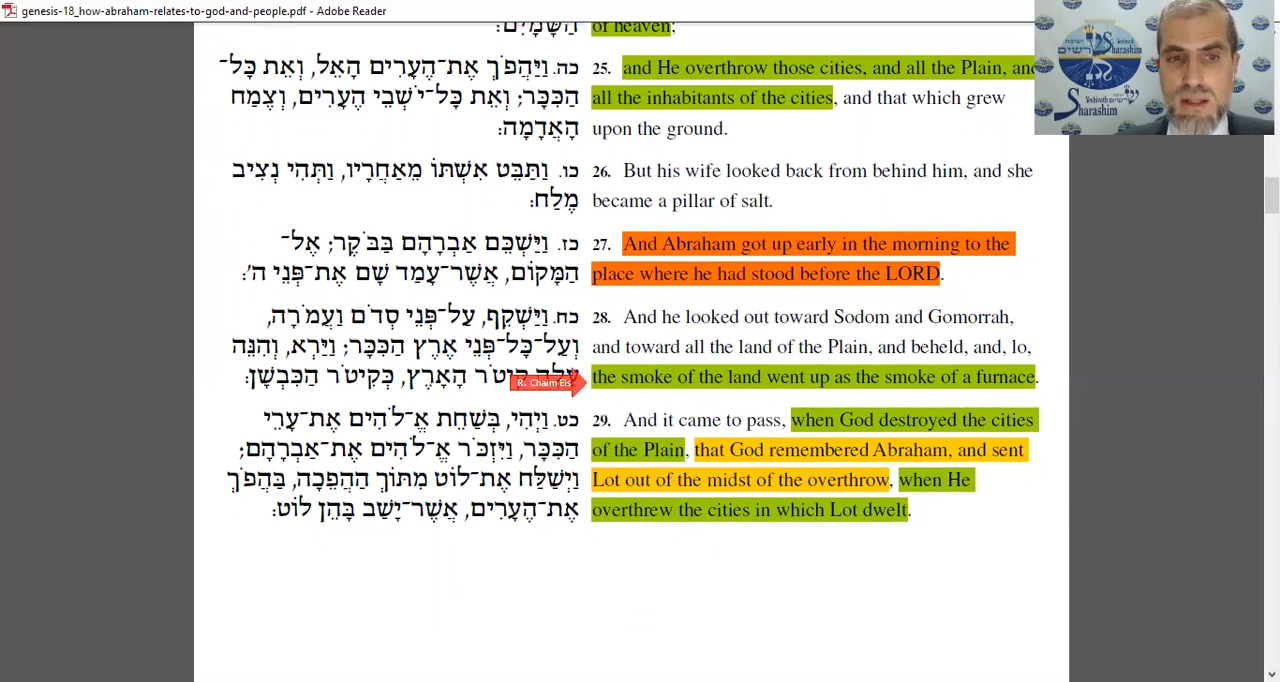 genesis-18_how-abraham-relates-to-god-and-people.pdf - Adobe Reader
הַשָּׁמָיִם:
of heaven;
כה. וַיַּהֲפֹךְ אֶת־הֶעָרִים הָאֵל, וְאֵת כָּל־
הַכִּכָּר; וְאֵת כָּל־יֹשְׁבֵי הֶעָרִים, וְצֶמַח
הָאֲדָמָה:
25. and He overthrow those cities, and all the Plain, and
all the inhabitants of the cities, and that which grew
upon the ground.
כו. וַתַּבֵּט אִשְׁתּוֹ מֵאַחֲרָיו, וַתְּהִי נְצִיב
מֶלַח:
26. But his wife looked back from behind him, and she
became a pillar of salt.
כז. וַיַּשְׁכֵּם אַבְרָהָם בַּבֹּקֶר; אֶל־
הַמָּקוֹם, אֲשֶׁר־עָמַד שָׁם אֶת־פְּנֵי ה':
27. And Abraham got up early in the morning to the
place where he had stood before the LORD.
כח. וַיַּשְׁקֵף, עַל־פְּנֵי סְדֹם וַעֲמֹרָה,
וְעַל־כָּל־פְּנֵי אֶרֶץ הַכִּכָּר; וַיַּרְא, וְהִנֵּה
הָאָרֶץ, כְּקִיטֹר הַכִּבְשָׁן:
28. And he looked out toward Sodom and Gomorrah,
and toward all the land of the Plain, and beheld, and, lo,
the smoke of the land went up as the smoke of a furnace.
R. Chaim Eis
כט. וַיְהִי, בְּשַׁחֵת אֱ־לֹהִים אֶת־עָרֵי
הַכִּכָּר, וַיִּזְכֹּר אֱ־לֹהִים אֶת־אַבְרָהָם;
וַיְשַׁלַּח אֶת־לוֹט מִתּוֹךְ הַהֲפֵכָה, בַּהֲפֹךְ
אֶת־הֶעָרִים, אֲשֶׁר־יָשַׁב בָּהֵן לוֹט:
29. And it came to pass, when God destroyed the cities
of the Plain, that God remembered Abraham, and sent
Lot out of the midst of the overthrow, when He
overthrew the cities in which Lot dwelt.
Yeshivath
Sharashim